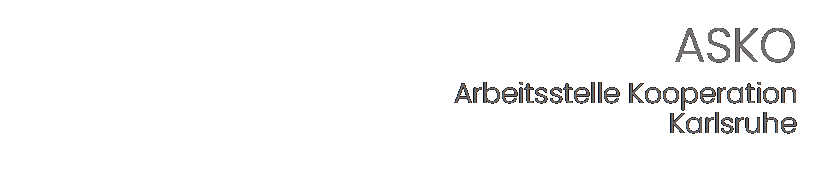 ASKO
Arbeitsstelle Kooperation
Karlsruhe